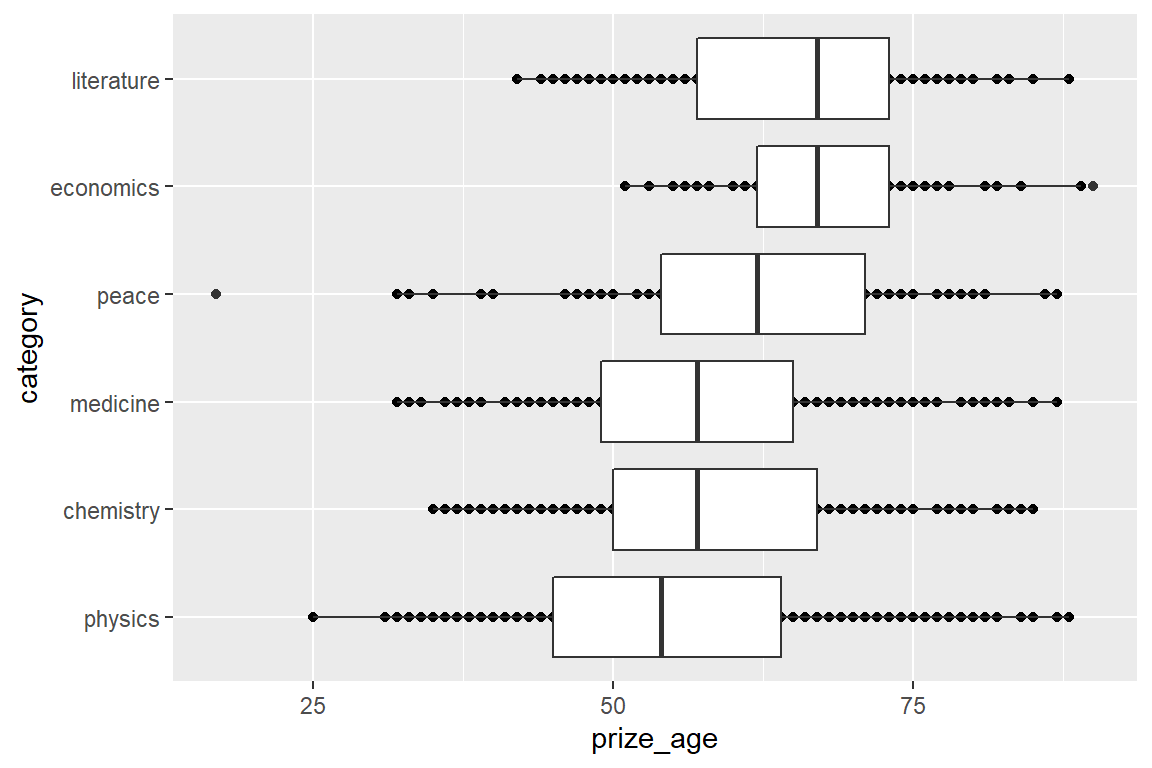 literature
economics
peace
medicine
chemistry
physics
category
25 50 75
prize_age